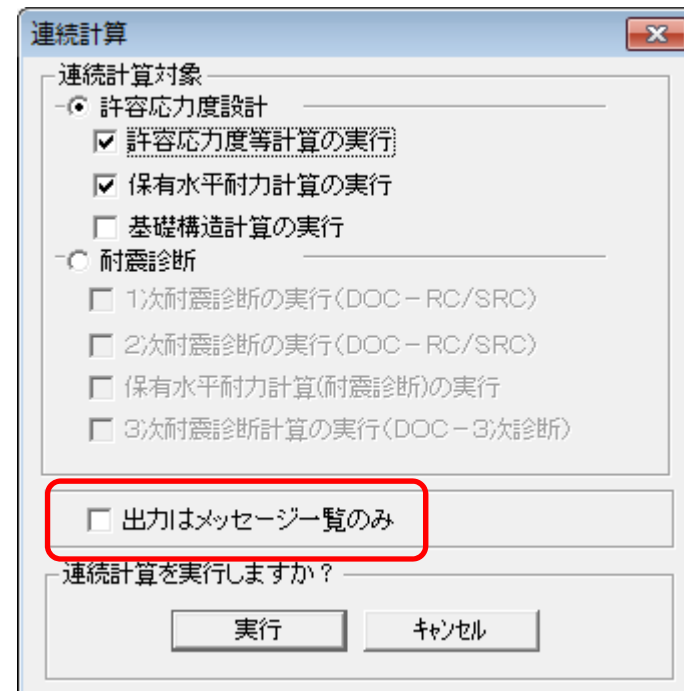 連続計算
連続計算対象
許容応力度設計
許容応力度等計算の実行
保有水平耐力計算の実行
基礎構造計算の実行
耐震診断
1次耐震診断の実行(DOC-RC/SRC)
2次耐震診断の実行(DOC-RC/SRC)
保有水平耐力計算(耐震診断)の実行
3次耐震診断計算の実行(DOC-3次診断)
出力はメッセージ一覧のみ
連続計算を実行しますか?
実行 キャンセル